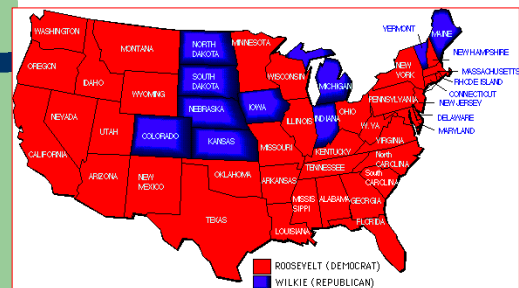 WASHINGTON
OREGON
CALIFORNIA
NEVADA
IDAHO
MONTANA
WYOMING
UTAH
ARIZONA
COLORADO
NEW
MEXICO
NORTH
DAKOTA
SOUTH
DAKOTA
NEBRASKA
KANSAS
OKLAHOMA
TEXAS
MINNESOTA
IOWA
MISSOURI
ARKANSAS
LOUISIANA
WISCONSIN
ILLINOIS
MICHIGAN
INDIANA
OHIO
KENTUCKY
TENNESSEE
MISSIS
SIPPI
ALABAMA
GEORGIA
FLORIDA
South
CARCLINA
North
CARCLINA
VIRGINIA
W. VA
PENNSYLVANIA
NEW
YORK
VERMONT
MAINE
NEW HAMPSHIRE
MASSACHUSETTS
RHODE ISLAND
CONNECTICUT
NEW JERSEY
DELAWARE
MARYLAND
ROOSEVELT (DEMOCRAT)
WILKIE (REPUBLICAN)